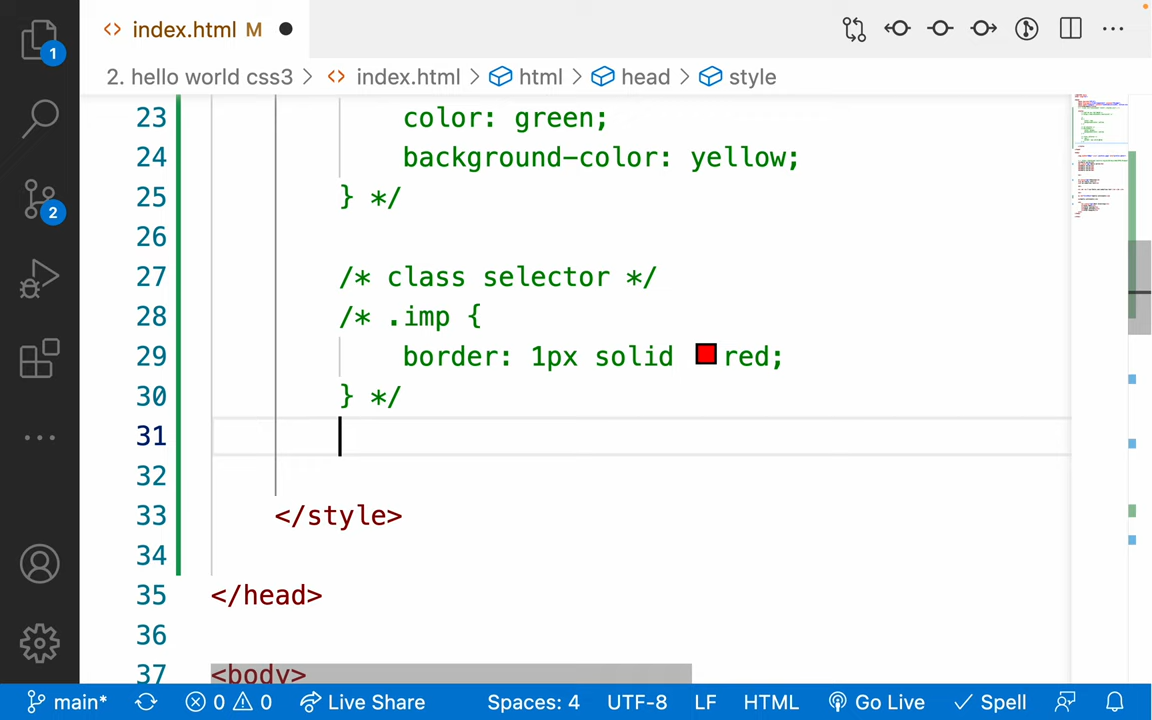 index.html M
1
2. hello world css3 > index.html > html > head > style
23 color: green;
24 background-color: yellow;
2
25 } */
26
27 /* class selector */
28 /* .imp {
29 border: 1px solid red;
30 } */
31
32
33 </style>
34
35 </head>
36
37 <body>
main* 0 0 Live Share Spaces: 4 UTF-8 LF HTML Go Live Spell